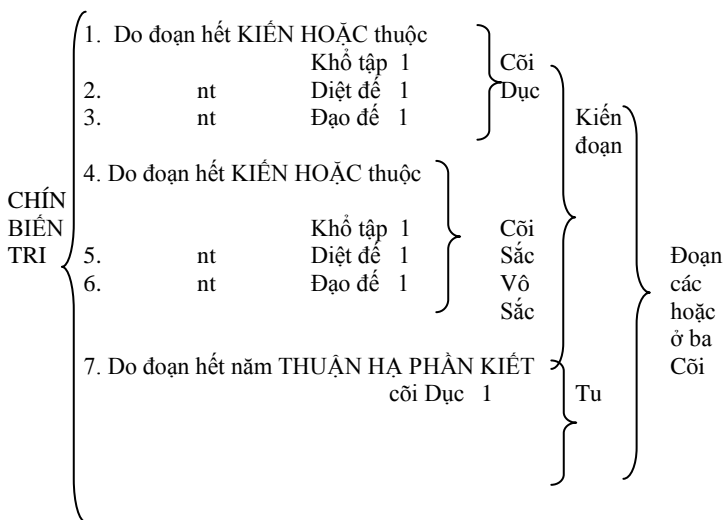 1. Do đoạn hết KIẾN HOẶC thuộc
Khổ tập 1 Cõi
2. nt Diệt đế 1 Dục
3. nt Đạo đế 1 Kiến
đoạn
4. Do đoạn hết KIẾN HOẶC thuộc
CHÍN
BIẾN Khổ tập 1 Cõi
TRI 5. nt Diệt đế 1 Sắc Đoạn
6. nt Đạo đế 1 Vô các
Sắc hoặc
ở ba
7. Do đoạn hết năm THUẬN HẠ PHẦN KIẾT Cõi
cõi Dục 1 Tu